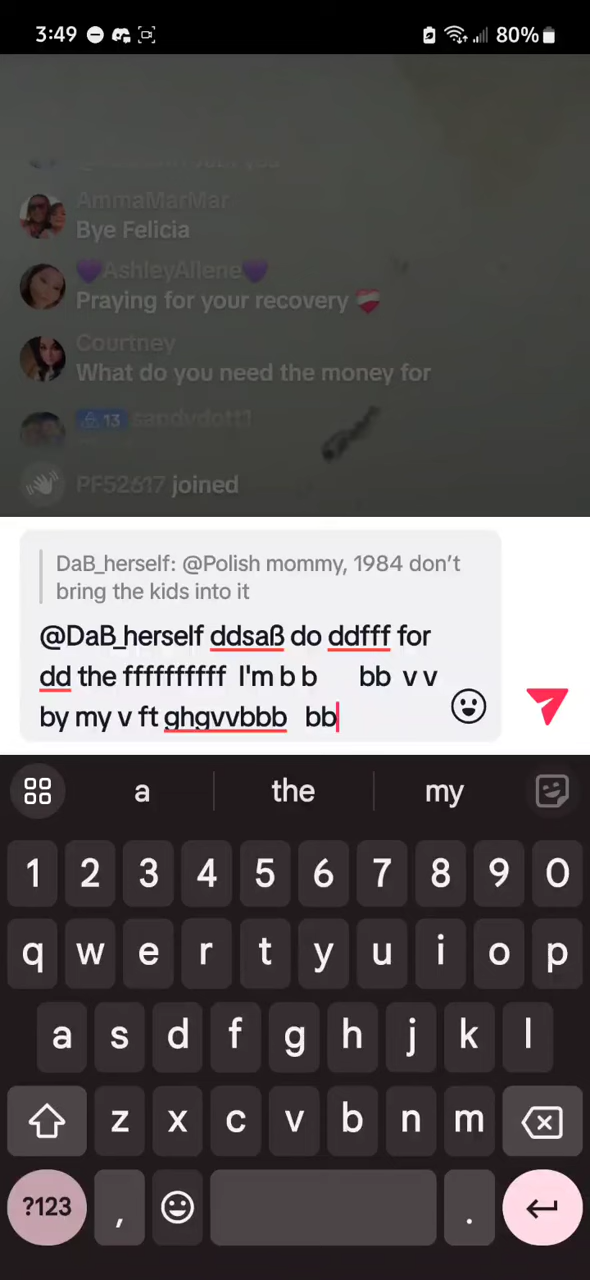 3:49
80%
AmmaMarMar
Bye Felicia
💜AshleyAllene💜
Praying for your recovery ❤️‍🩹
Courtney
What do you need the money for
13 sandydott1
PF52617 joined
DaB_herself: @Polish mommy, 1984 don’t
bring the kids into it
@DaB_herself ddsaß do ddfff for
dd the ffffffffff I'm b b bb v v
by my v ft ghgvvbbb bb
a the my
1 2 3 4 5 6 7 8 9 0
q w e r t y u i o p
a s d f g h j k l
z x c v b n m
?123 , .